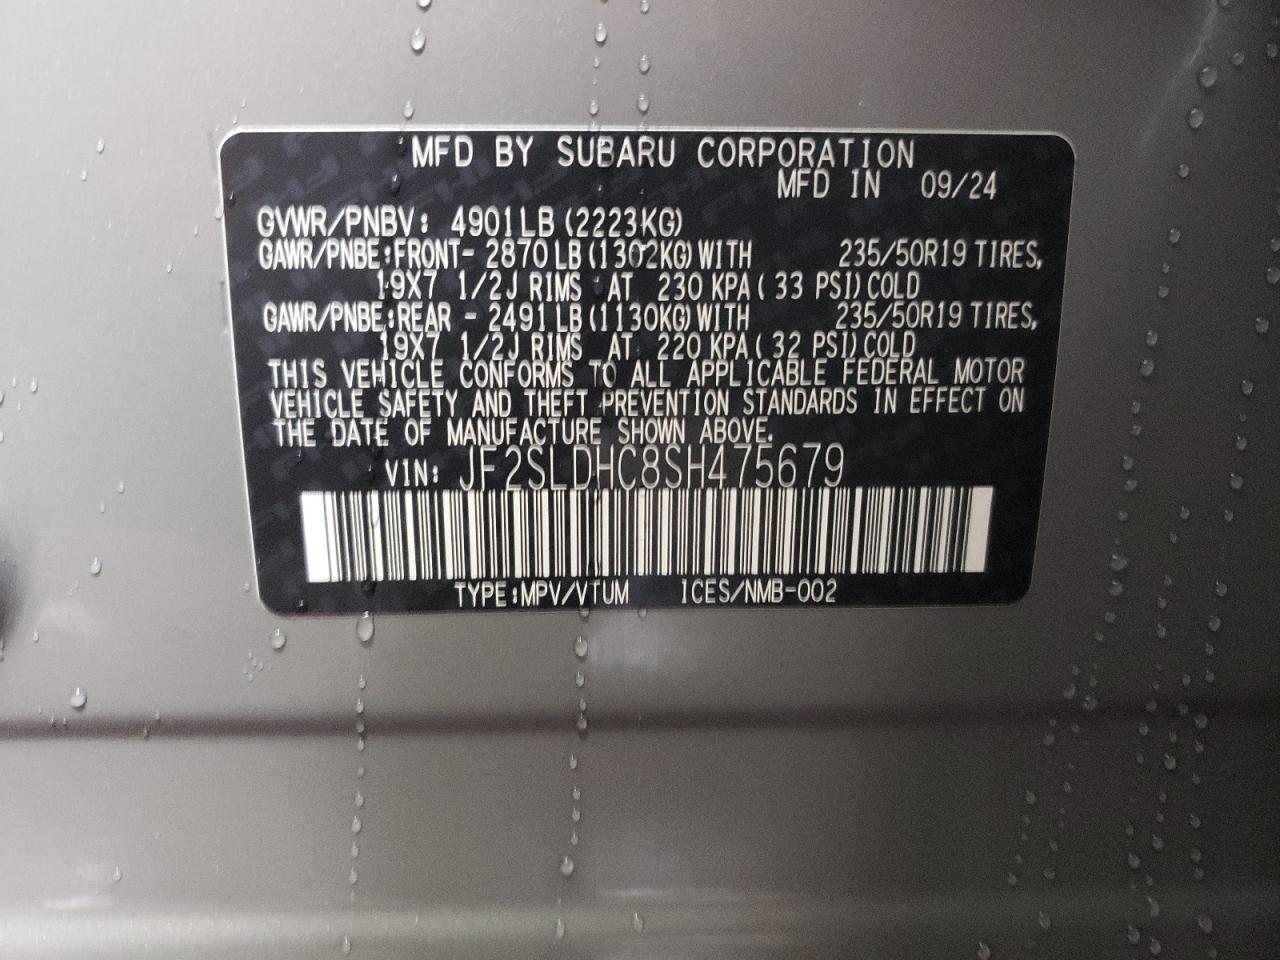 MFD BY SUBARU CORPORATION
MFD IN 09/24
GVWR/PNBV: 4901LB (2223KG)
GAWR/PNBE:FRONT- 2870 LB (1302KG) WITH 235/50R19 TIRES,
19X7 1/2J RIMS AT 230 KPA ( 33 PSI) COLD
GAWR/PNBE:REAR - 2491 LB (1130KG) WITH 235/50R19 TIRES,
19X7 1/2J RIMS AT 220 KPA ( 32 PSI) COLD
THIS VEHICLE CONFORMS TO ALL APPLICABLE FEDERAL MOTOR
VEHICLE SAFETY AND THEFT PREVENTION STANDARDS IN EFFECT ON
THE DATE OF MANUFACTURE SHOWN ABOVE.
VIN: JF2SLDHC8SH475679
TYPE:MPV/VTUM ICES/NMB-002